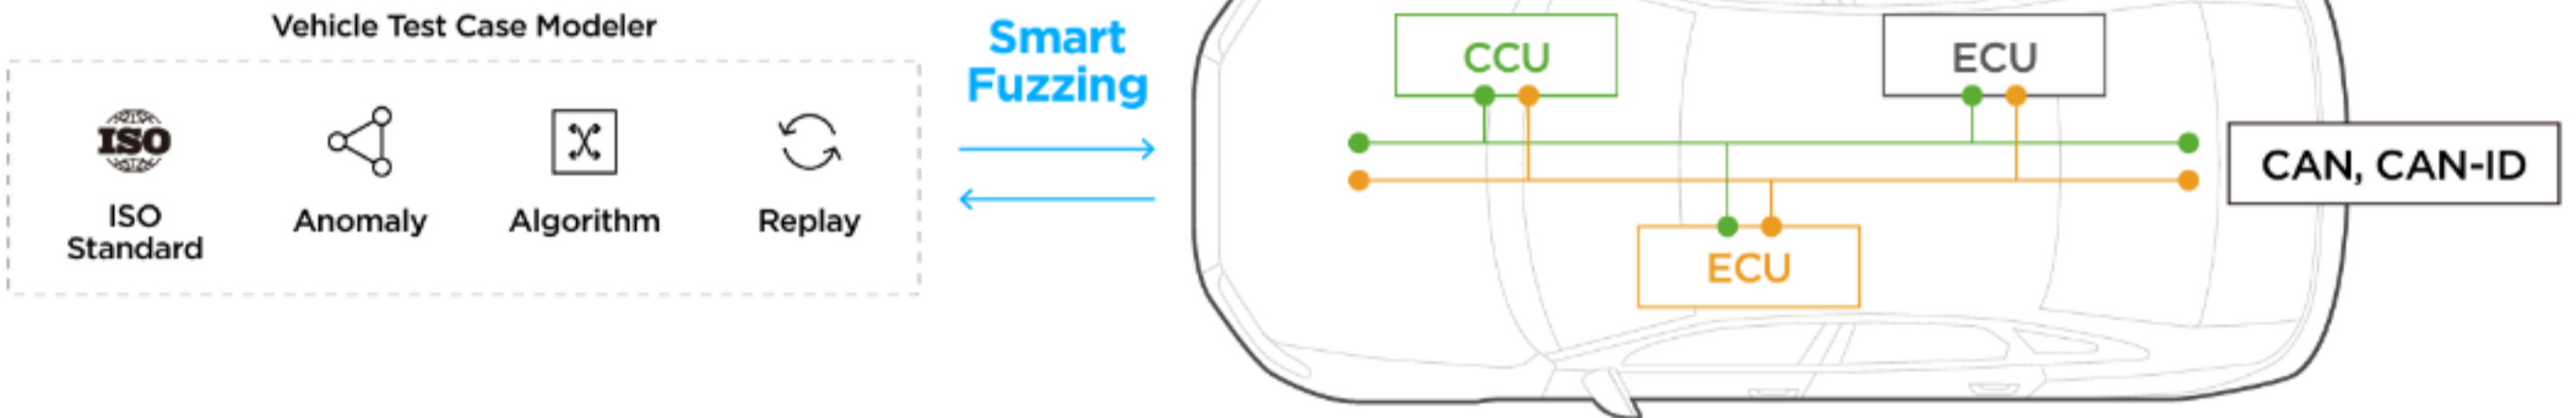 Vehicle Test Case Modeler
ISO
ISO
Standard
Anomaly
Algorithm
Replay
Smart
Fuzzing
CCU
ECU
ECU
CAN, CAN-ID